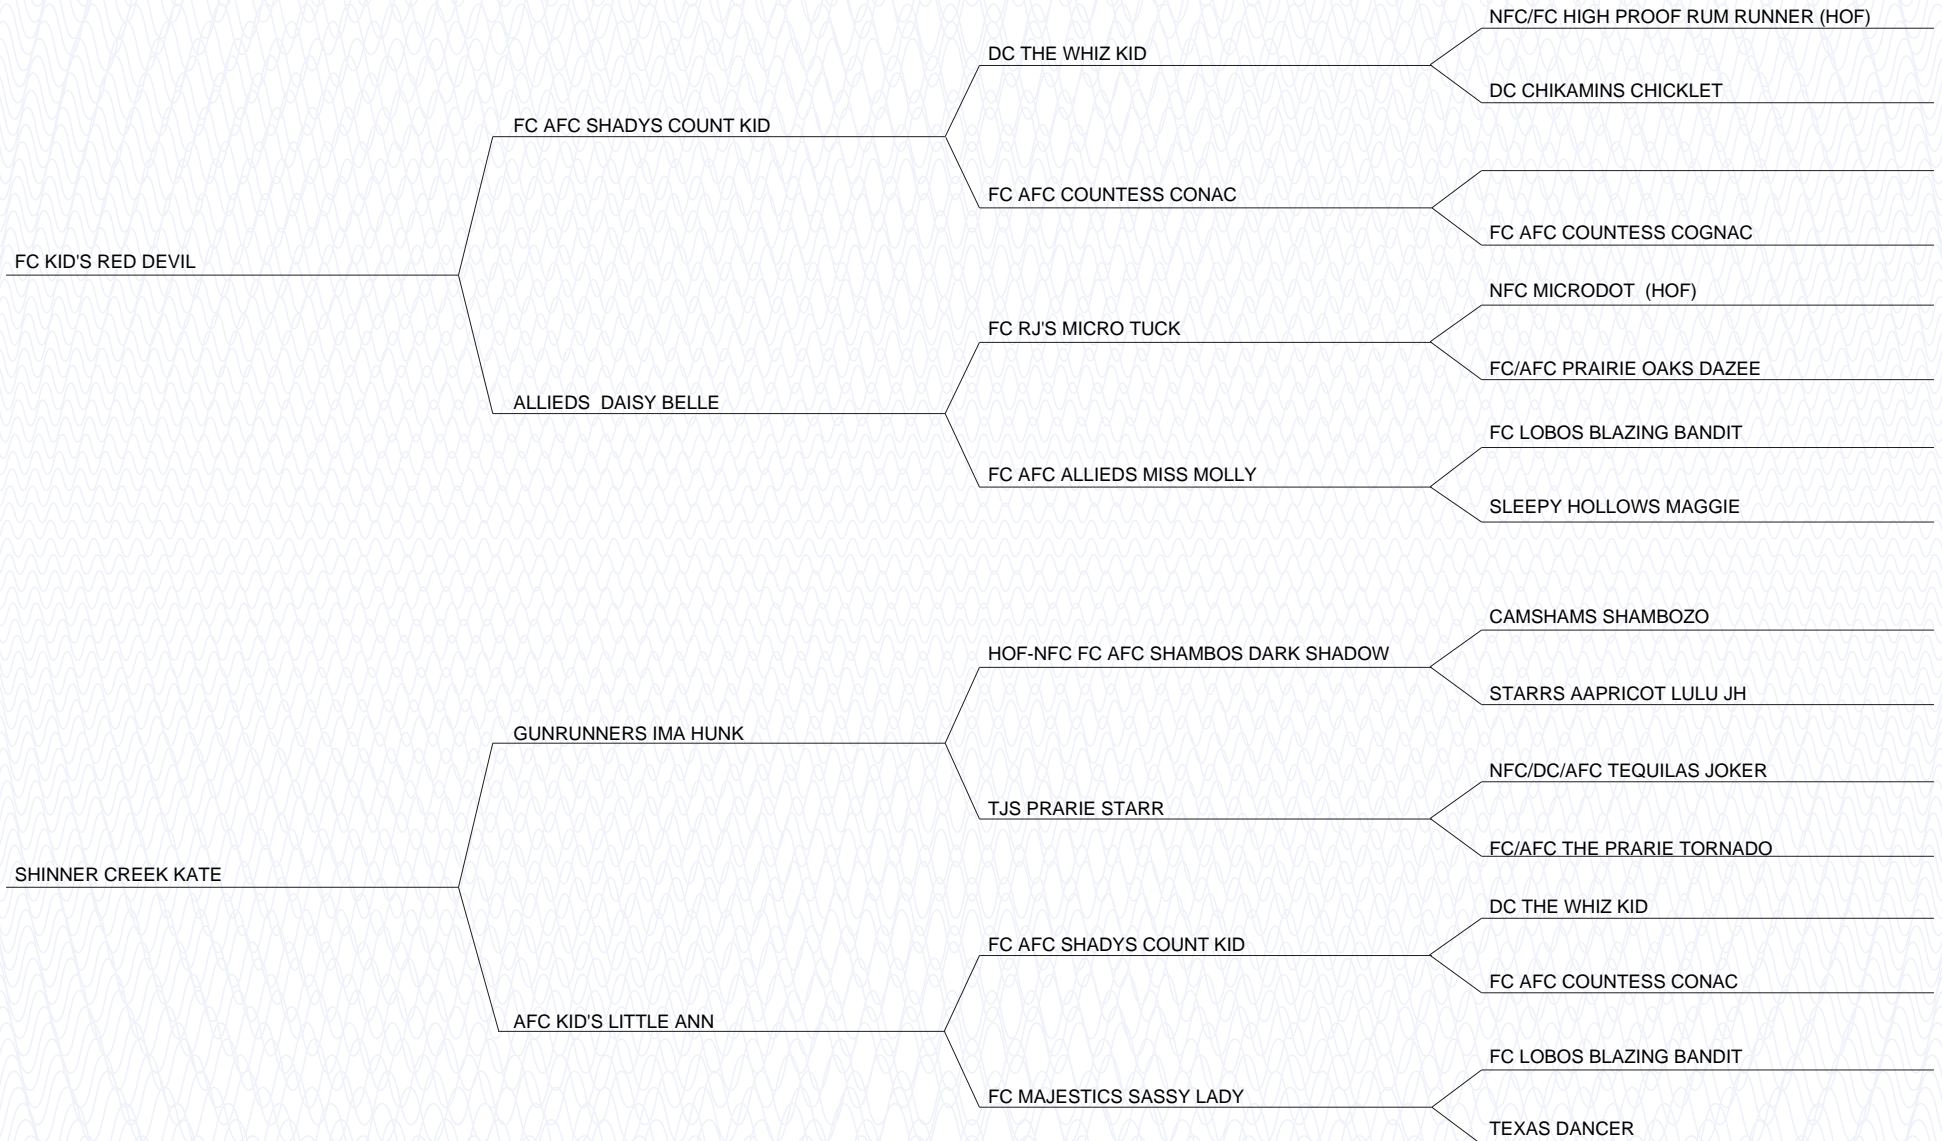 NFC/FC HIGH PROOF RUM RUNNER (HOF)
DC THE WHIZ KID
DC CHIKAMINS CHICKLET
FC AFC SHADYS COUNT KID
FC AFC COUNTESS CONAC
FC AFC COUNTESS COGNAC
FC KID'S RED DEVIL
NFC MICRODOT  (HOF)
FC RJ'S MICRO TUCK
FC/AFC PRAIRIE OAKS DAZEE
ALLIEDS  DAISY BELLE
FC LOBOS BLAZING BANDIT
FC AFC ALLIEDS MISS MOLLY
SLEEPY HOLLOWS MAGGIE
CAMSHAMS SHAMBOZO
HOF-NFC FC AFC SHAMBOS DARK SHADOW
STARRS AAPRICOT LULU JH
GUNRUNNERS IMA HUNK
NFC/DC/AFC TEQUILAS JOKER
TJS PRARIE STARR
FC/AFC THE PRARIE TORNADO
SHINNER CREEK KATE
DC THE WHIZ KID
FC AFC SHADYS COUNT KID
FC AFC COUNTESS CONAC
AFC KID'S LITTLE ANN
FC LOBOS BLAZING BANDIT
FC MAJESTICS SASSY LADY
TEXAS DANCER